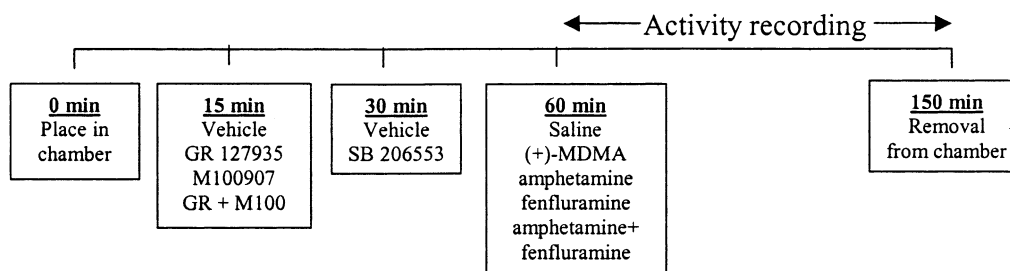 Activity recording
0 min
Place in
chamber
15 min
Vehicle
GR 127935
M100907
GR + M100
30 min
Vehicle
SB 206553
60 min
Saline
(+)-MDMA
amphetamine
fenfluramine
amphetamine+
fenfluramine
150 min
Removal
from chamber